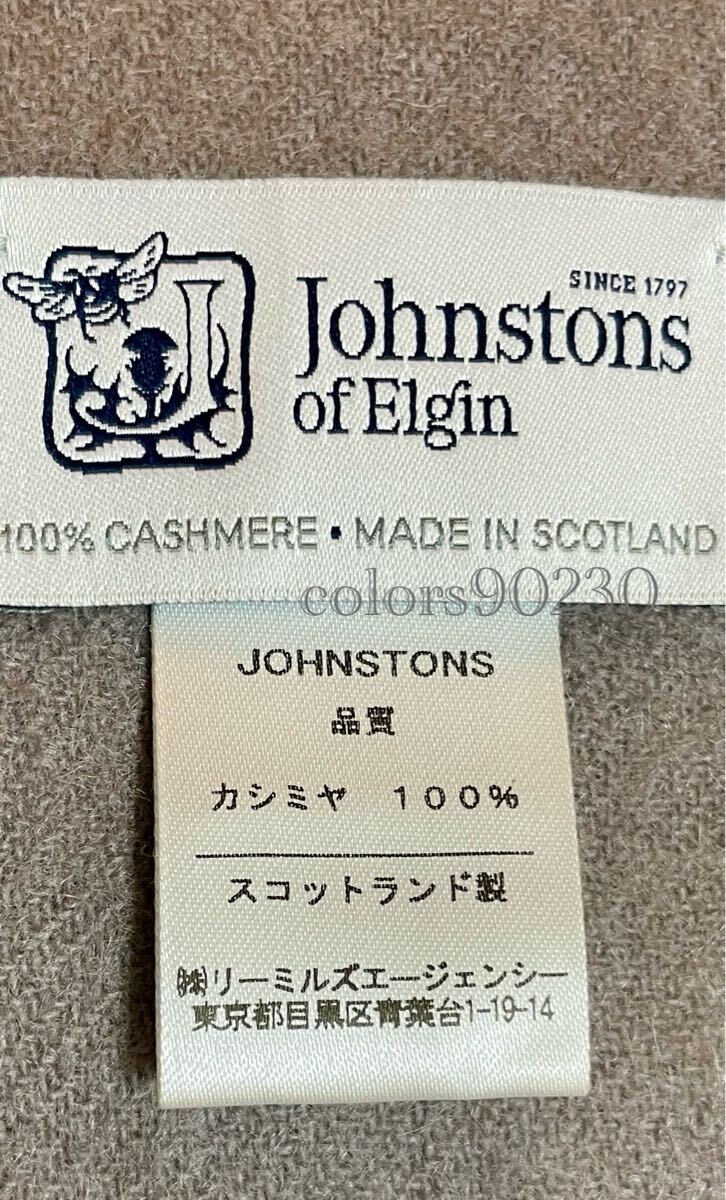 SINCE 1797
Johnstons
of Elgin
100% CASHMERE • MADE IN SCOTLAND
colors90230
JOHNSTONS
品質
カシミヤ １００％
スコットランド製
㈱リーミルズエージェンシー
東京都目黒区青葉台1-19-14